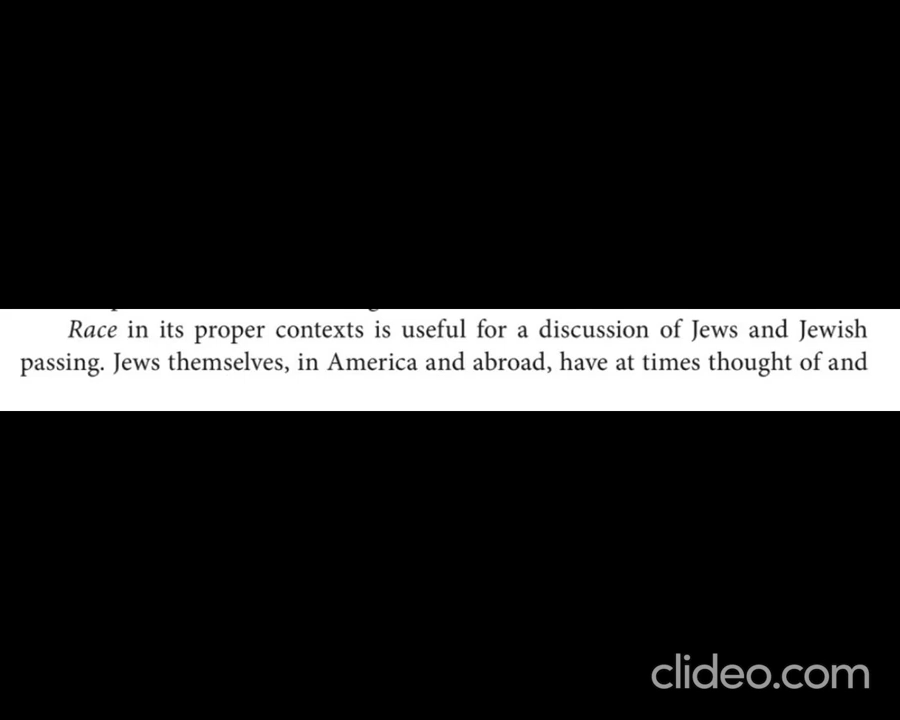 Race in its proper contexts is useful for a discussion of Jews and Jewish
passing. Jews themselves, in America and abroad, have at times thought of and
clideo.com